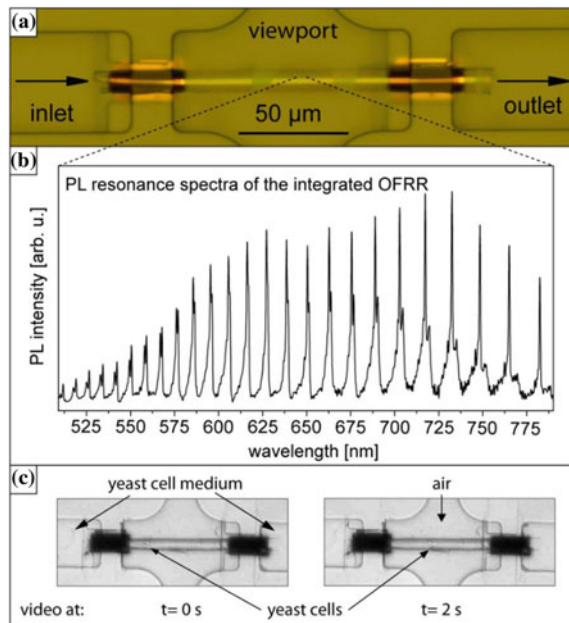 (a)
viewport
inlet
50 µm
outlet
(b)
PL resonance spectra of the integrated OFRR
PL intensity [arb. u.]
525 550 575 600 625 650 675 700 725 750 775
wavelength [nm]
(c)
yeast cell medium
air
yeast cells
video at: t= 0 s t= 2 s